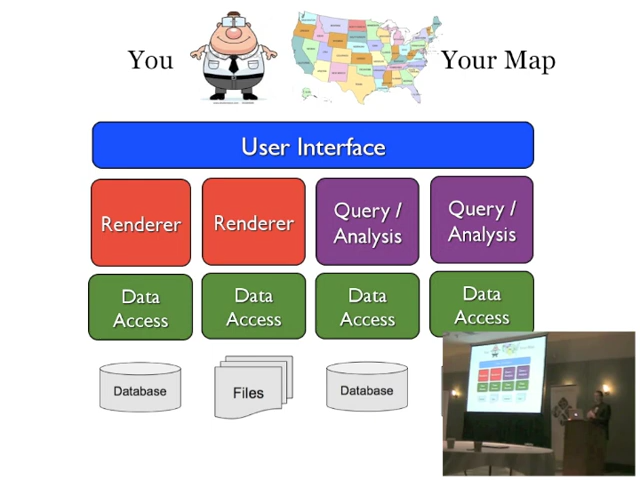 You
Your Map
User Interface
Renderer
Renderer
Query /
Analysis
Query /
Analysis
Data
Access
Data
Access
Data
Access
Data
Access
Database
Files
Database